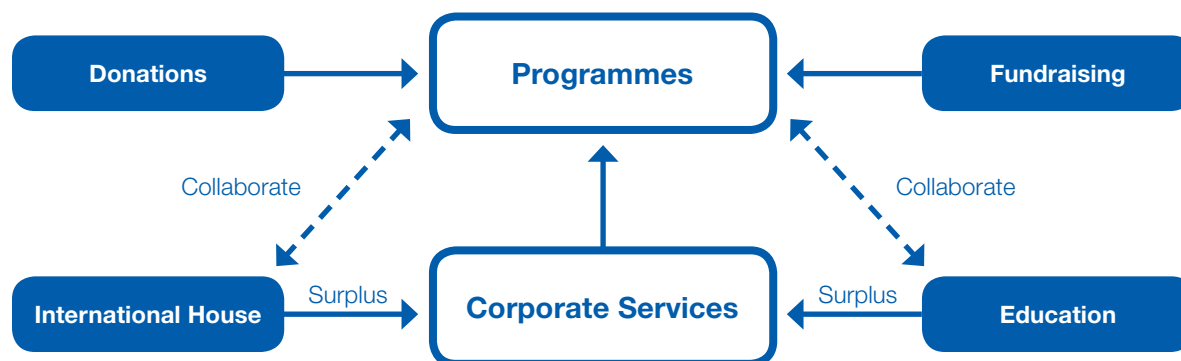 Donations
Programmes
Fundraising
Collaborate
Collaborate
International House
Surplus
Corporate Services
Surplus
Education